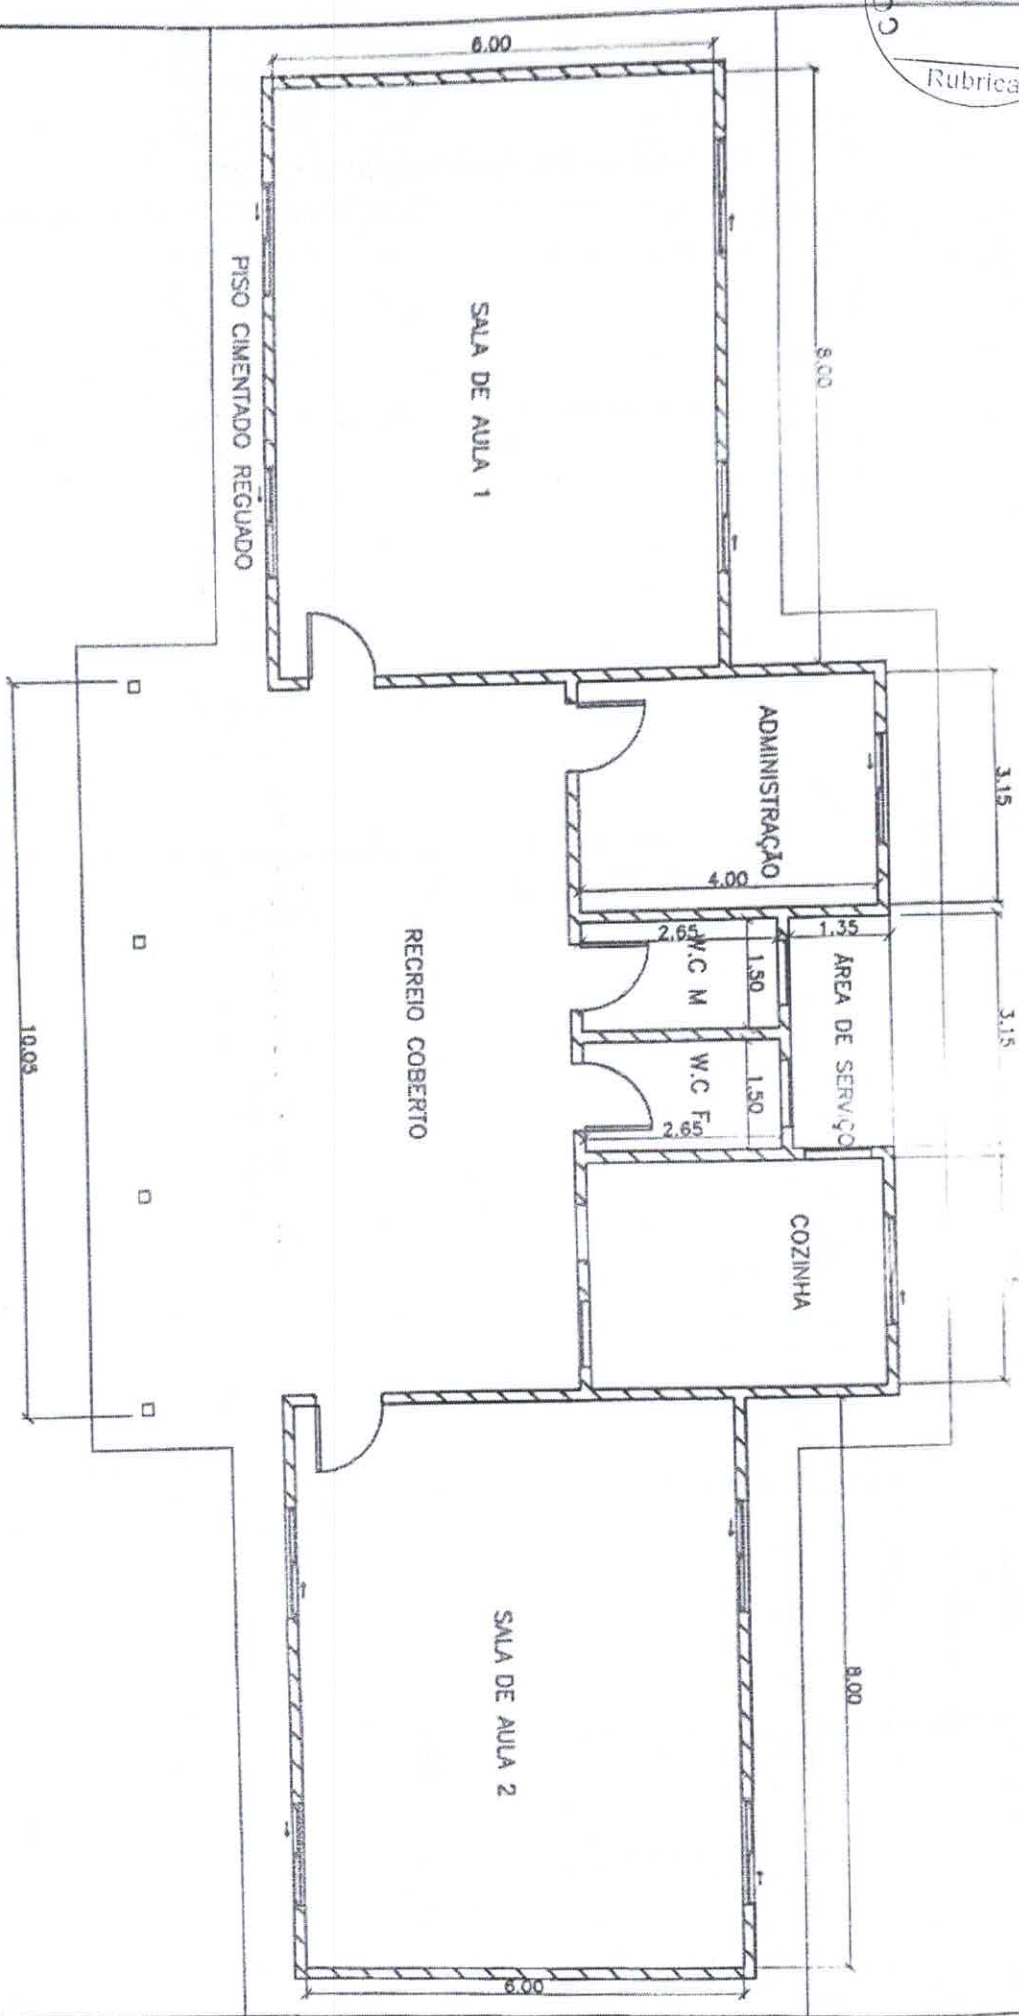 6.00
Rubrica
8.00
SALA DE AULA 1
PISO CIMENTADO REGUADO
3.15
ADMINISTRAÇÃO
4.00
2.65
1.35
W.C M
1.50
ÁREA DE SERVIÇO
3.15
RECREIO COBERTO
10.05
W.C F
1.50
2.65
COZINHA
SALA DE AULA 2
8.00
6.00